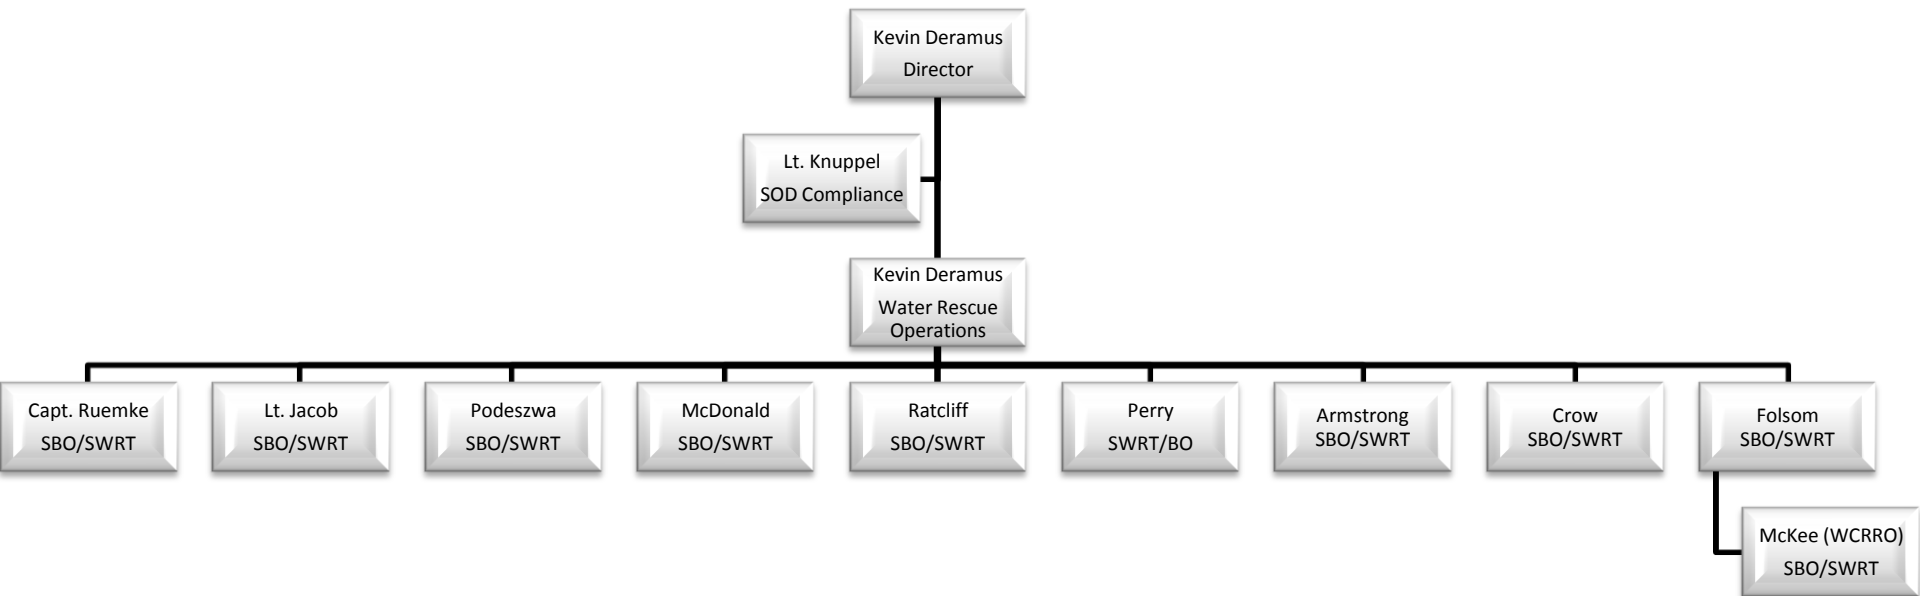 Kevin Deramus
Director
Lt. Knuppel
SOD Compliance
Kevin Deramus
Water Rescue
Operations
Capt. Ruemke
SBO/SWRT
Lt. Jacob
SBO/SWRT
Podeszwa
SBO/SWRT
McDonald
SBO/SWRT
Ratcliff
SBO/SWRT
Perry
SWRT/BO
Armstrong
SBO/SWRT
Crow
SBO/SWRT
Folsom
SBO/SWRT
McKee (WCRRO)
SBO/SWRT